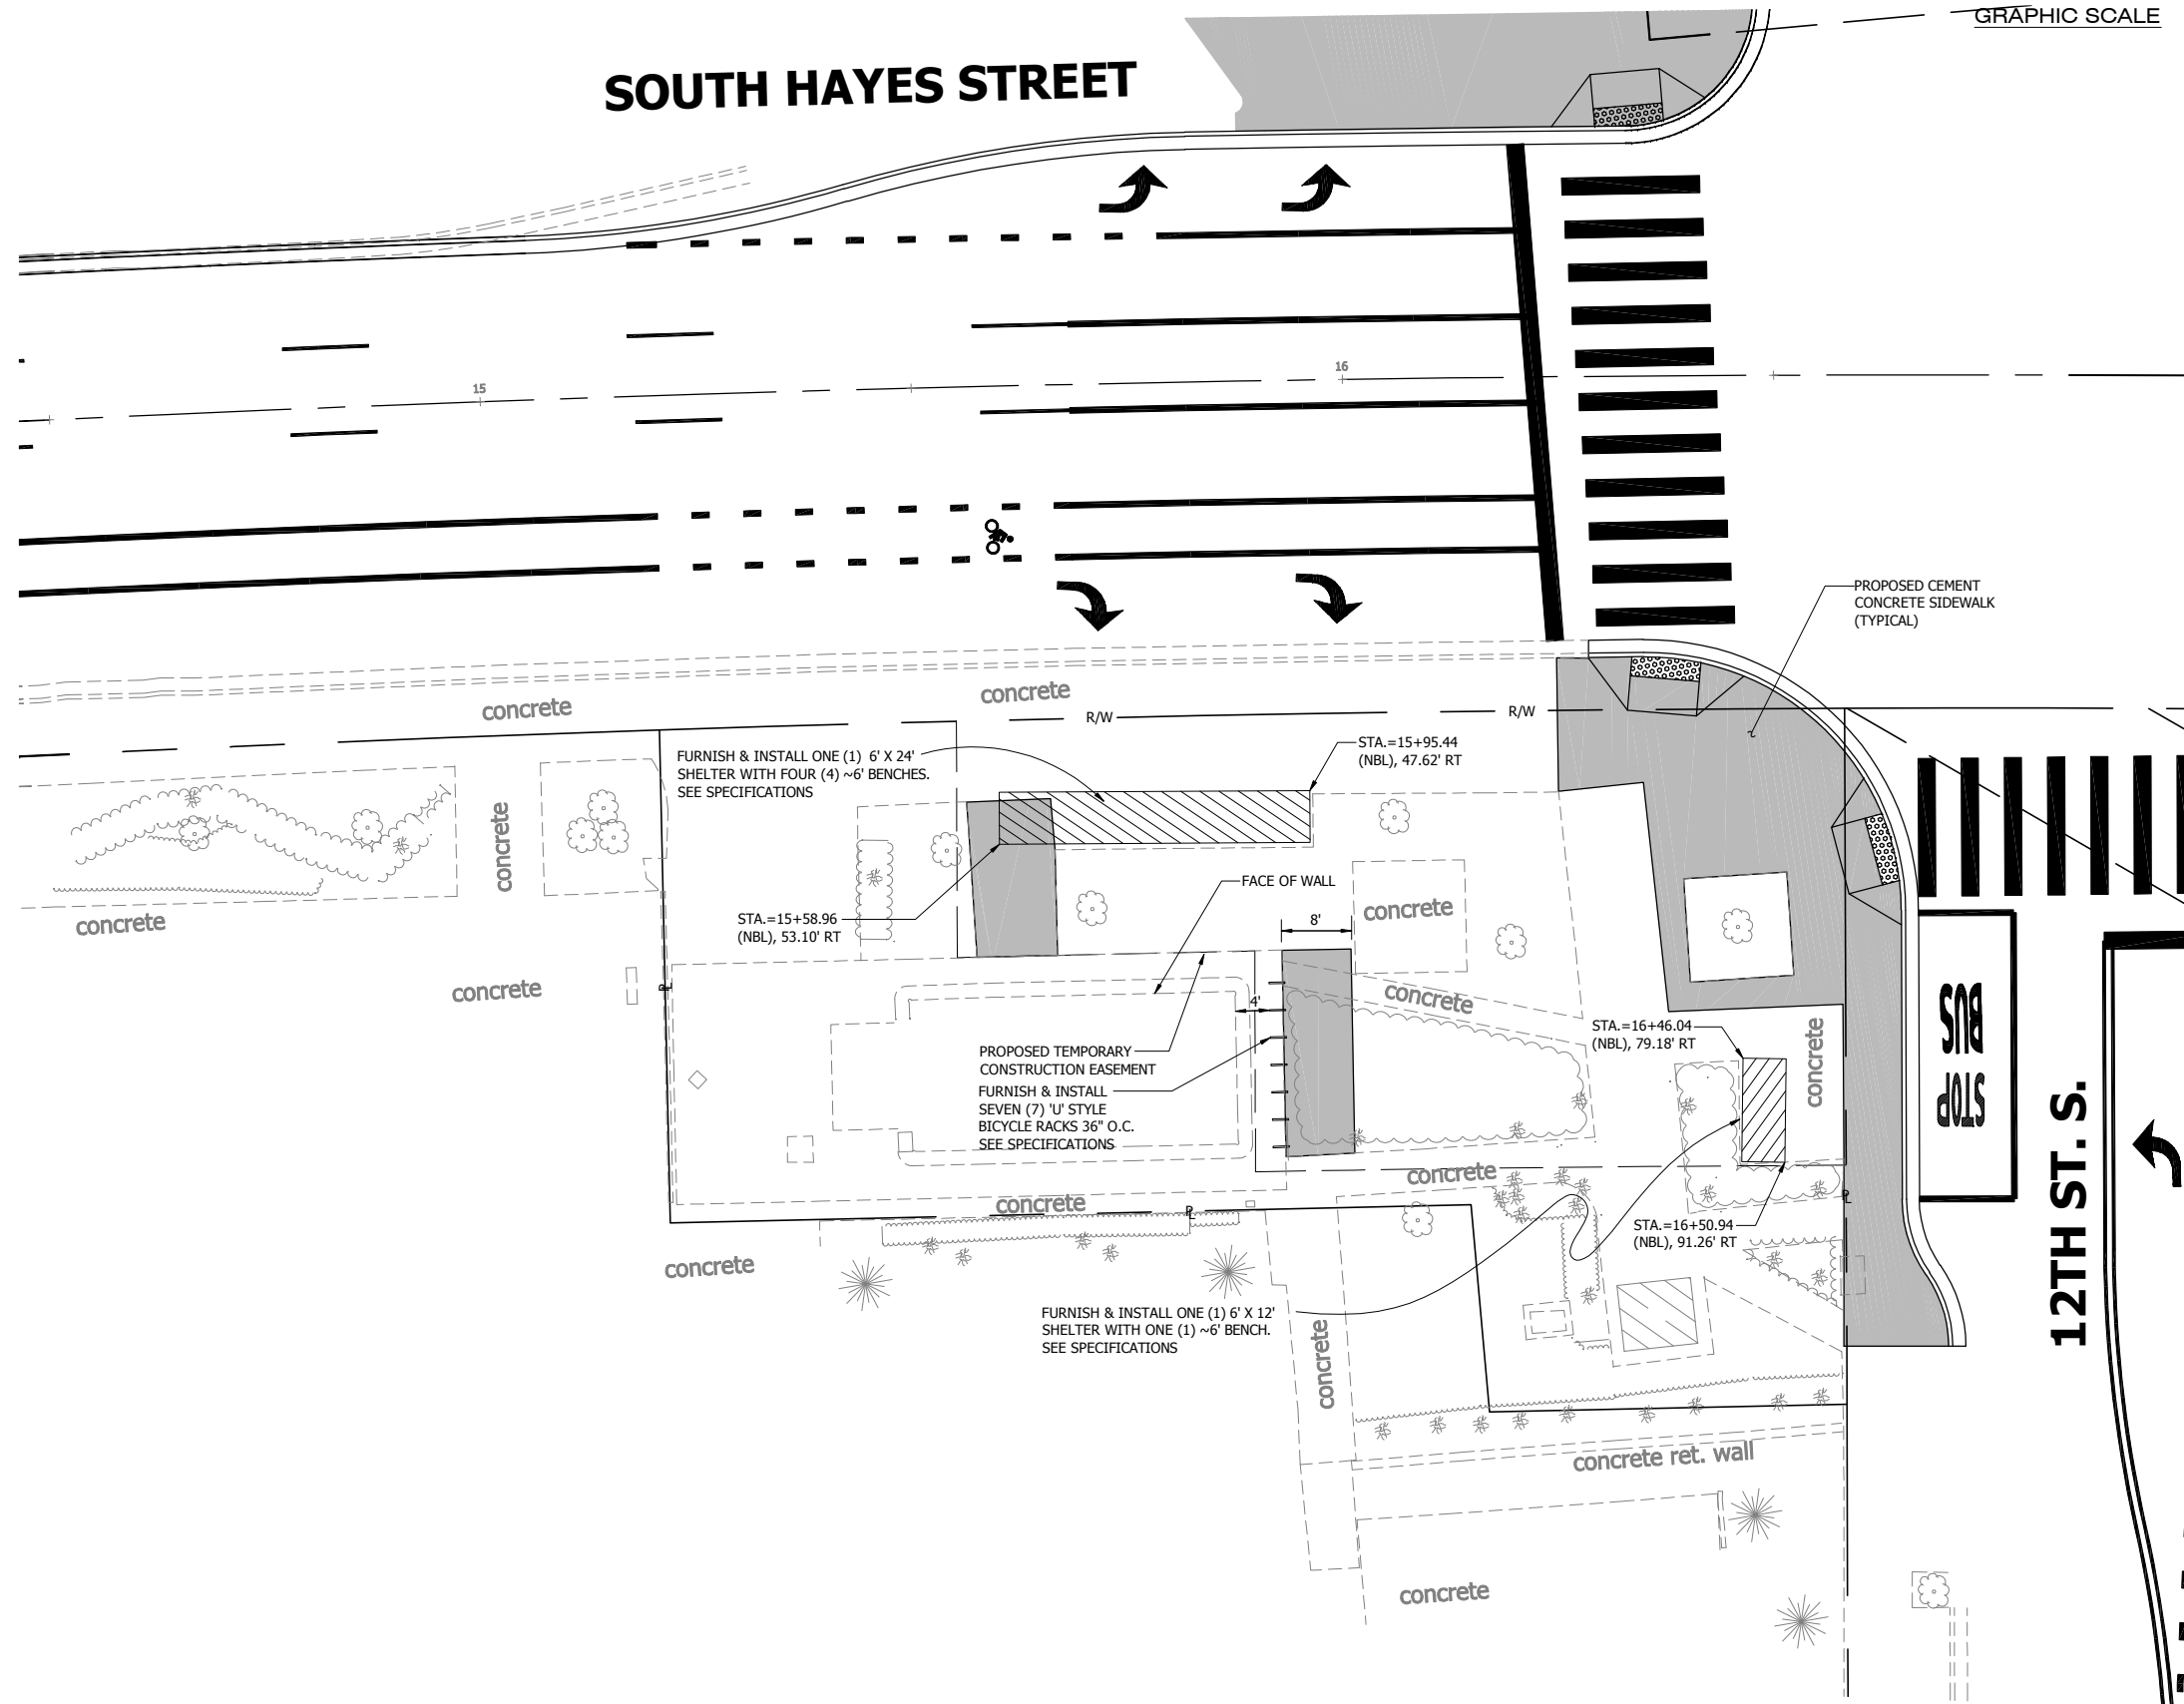 GRAPHIC SCALE
SOUTH HAYES STREET
15
16
PROPOSED CEMENT
CONCRETE SIDEWALK
(TYPICAL)
concrete
concrete
R/W
R/W
FURNISH & INSTALL ONE (1) 6' X 24'
SHELTER WITH FOUR (4) ~6' BENCHES.
SEE SPECIFICATIONS
STA.=15+95.44
(NBL), 47.62' RT
concrete
FACE OF WALL
concrete
STA.=15+58.96
(NBL), 53.10' RT
8'
concrete
concrete
PL
4'
concrete
BUS
STOP
STA.=16+46.04
(NBL), 79.18' RT
concrete
PROPOSED TEMPORARY
CONSTRUCTION EASEMENT
FURNISH & INSTALL
SEVEN (7) 'U' STYLE
BICYCLE RACKS 36" O.C.
SEE SPECIFICATIONS
12TH ST. S.
concrete
concrete
PL
PL
STA.=16+50.94
(NBL), 91.26' RT
concrete
FURNISH & INSTALL ONE (1) 6' X 12'
SHELTER WITH ONE (1) ~6' BENCH.
SEE SPECIFICATIONS
concrete
concrete ret. wall
concrete